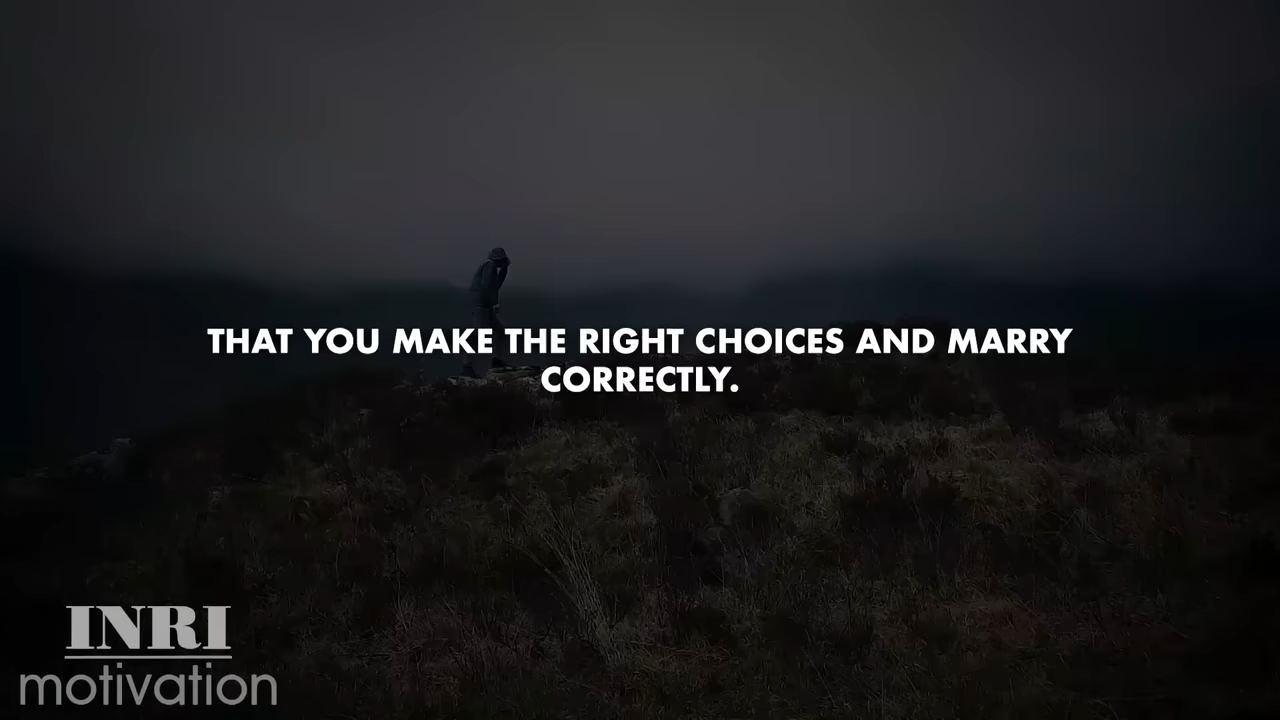 THAT YOU MAKE THE RIGHT CHOICES AND MARRY
CORRECTLY.
INRI
motivation